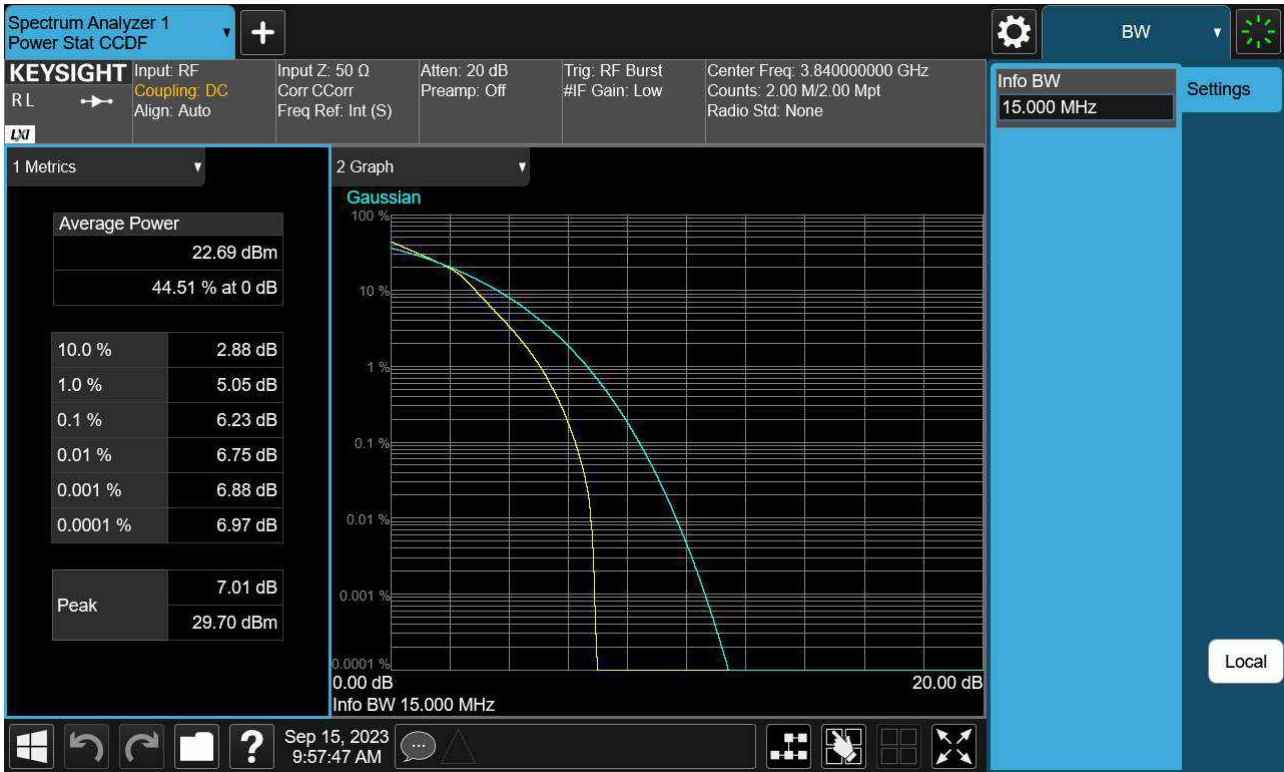 Spectrum Analyzer 1
Power Stat CCDF
+
BW
KEYSIGHT
RL
LXI
Input: RF
Coupling: DC
Align: Auto
Input Z: 50 Ω
Corr CCorr
Freq Ref: Int (S)
Atten: 20 dB
Preamp: Off
Trig: RF Burst
#IF Gain: Low
Center Freq: 3.840000000 GHz
Counts: 2.00 M/2.00 Mpt
Radio Std: None
Info BW
15.000 MHz
Settings
1 Metrics
Average Power
22.69 dBm
44.51 % at 0 dB
10.0 % 2.88 dB
1.0 % 5.05 dB
0.1 % 6.23 dB
0.01 % 6.75 dB
0.001 % 6.88 dB
0.0001 % 6.97 dB
Peak
7.01 dB
29.70 dBm
2 Graph
Gaussian
100 %
10 %
1 %
0.1 %
0.01 %
0.001 %
0.0001 %
0.00 dB 20.00 dB
Info BW 15.000 MHz
Local
?
Sep 15, 2023
9:57:47 AM